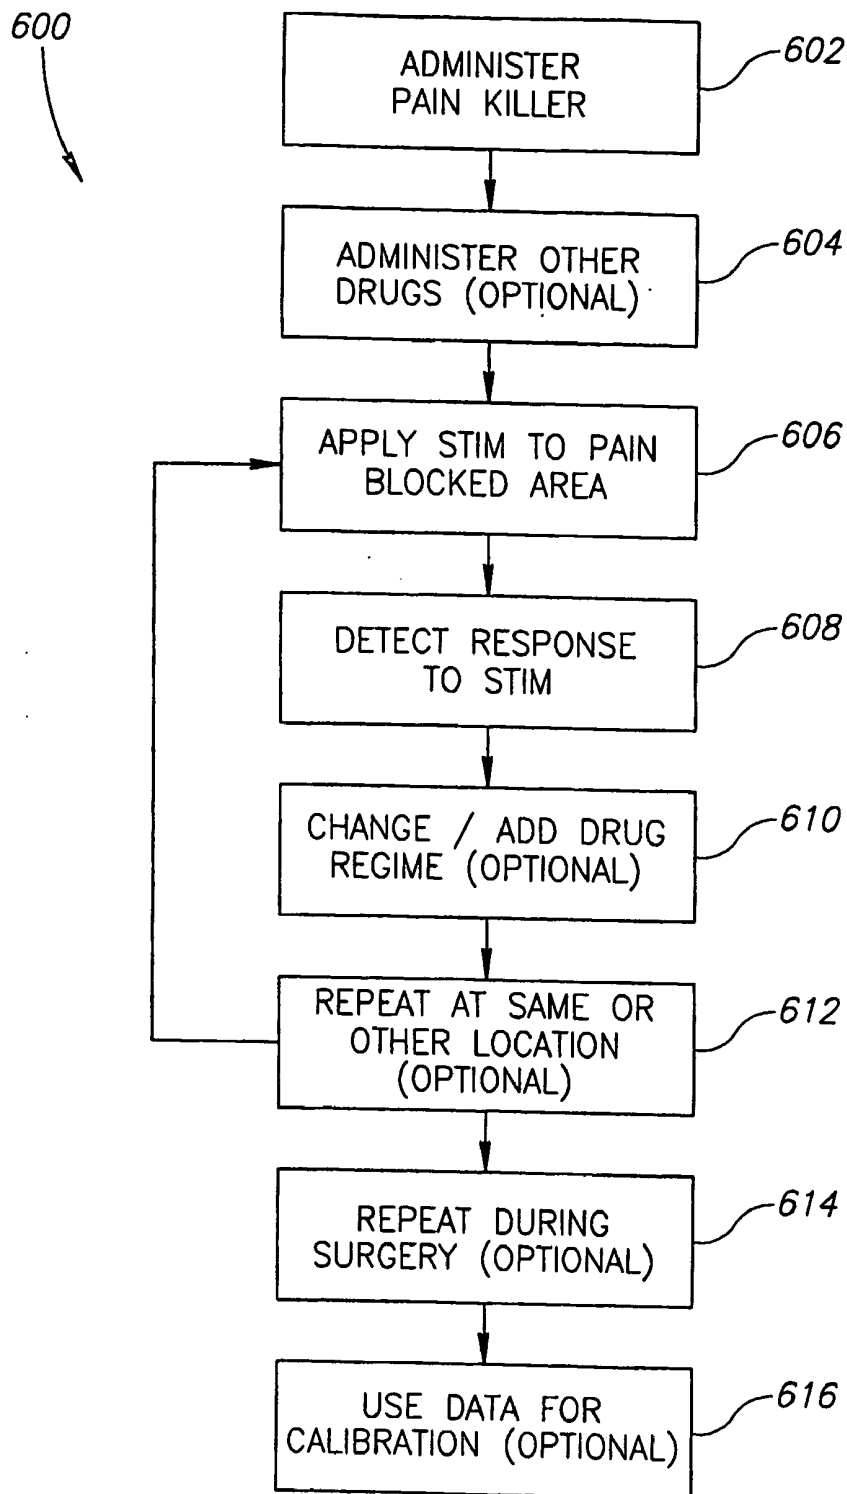 600
ADMINISTER
PAIN KILLER
602
ADMINISTER OTHER
DRUGS (OPTIONAL)
604
APPLY STIM TO PAIN
BLOCKED AREA
606
DETECT RESPONSE
TO STIM
608
CHANGE / ADD DRUG
REGIME (OPTIONAL)
610
REPEAT AT SAME OR
OTHER LOCATION
(OPTIONAL)
612
REPEAT DURING
SURGERY (OPTIONAL)
614
USE DATA FOR
CALIBRATION (OPTIONAL)
616